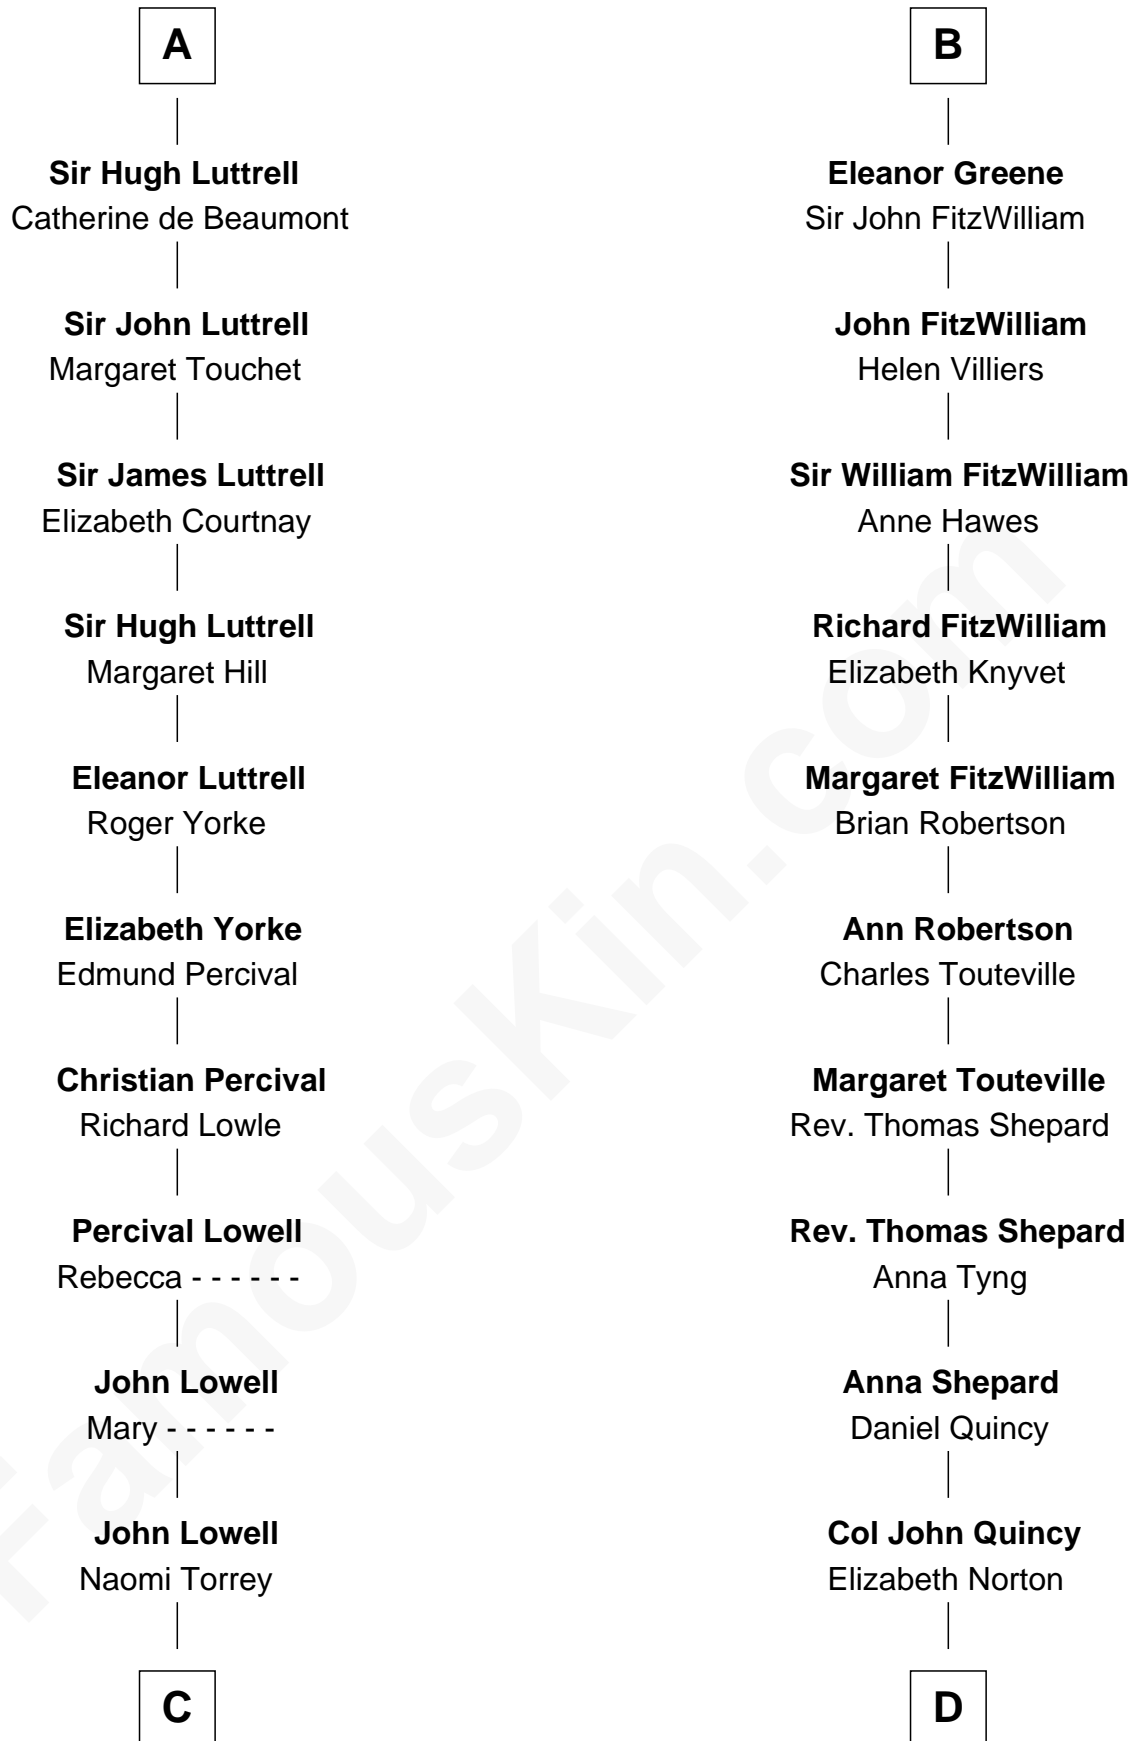 A
Sir Hugh Luttrell
Catherine de Beaumont
Sir John Luttrell
Margaret Touchet
Sir James Luttrell
Elizabeth Courtnay
Sir Hugh Luttrell
Margaret Hill
Eleanor Luttrell
Roger Yorke
Elizabeth Yorke
Edmund Percival
Christian Percival
Richard Lowle
Percival Lowell
Rebecca - - - - - -
John Lowell
Mary - - - - - -
John Lowell
Naomi Torrey
C
B
Eleanor Greene
Sir John FitzWilliam
John FitzWilliam
Helen Villiers
Sir William FitzWilliam
Anne Hawes
Richard FitzWilliam
Elizabeth Knyvet
Margaret FitzWilliam
Brian Robertson
Ann Robertson
Charles Touteville
Margaret Touteville
Rev. Thomas Shepard
Rev. Thomas Shepard
Anna Tyng
Anna Shepard
Daniel Quincy
Col John Quincy
Elizabeth Norton
D
FamousKin.com